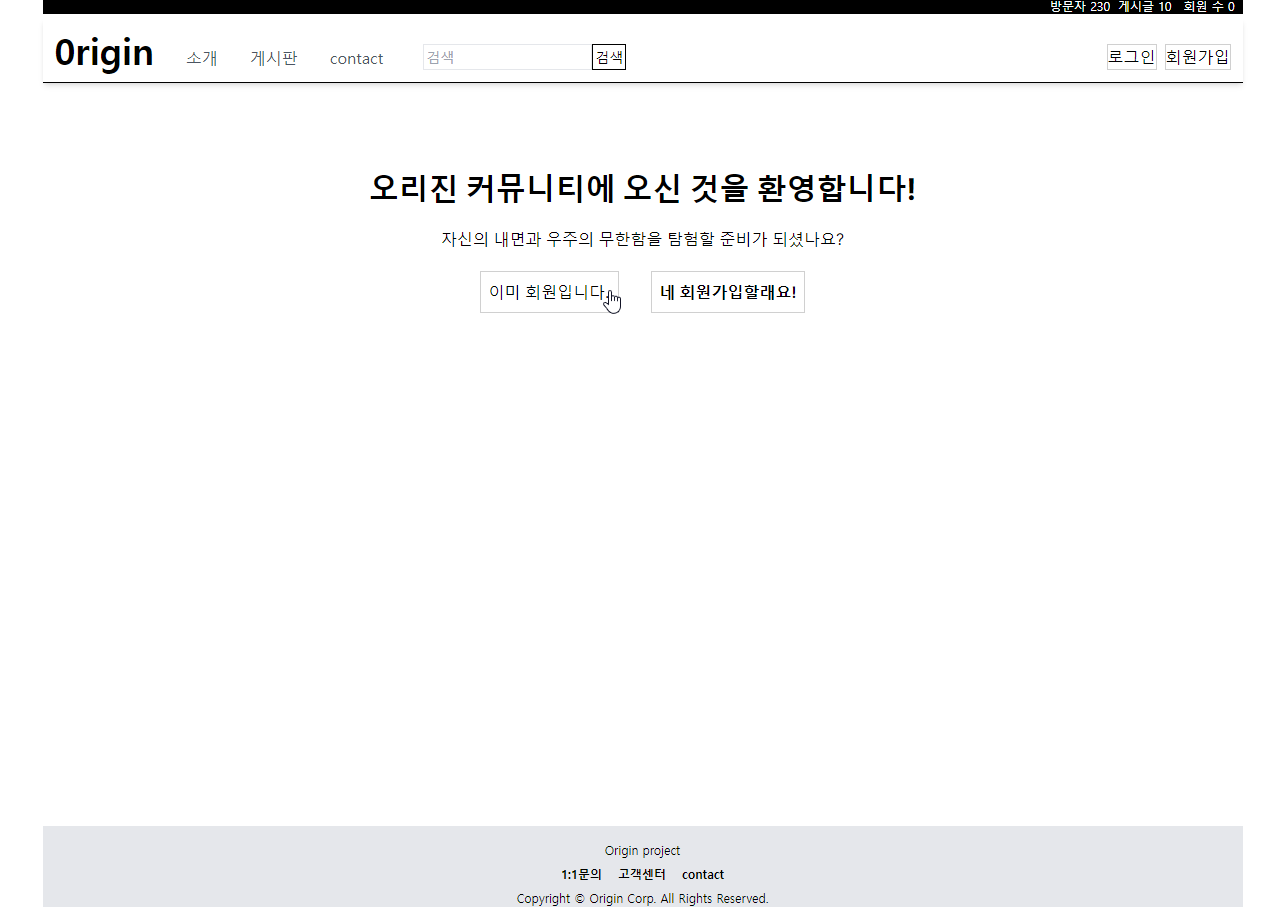 방문자 230 게시글 10 회원 수 0
0rigin 소개 게시판 contact 검색 검색 로그인 회원가입
오리진 커뮤니티에 오신 것을 환영합니다!
자신의 내면과 우주의 무한함을 탐험할 준비가 되셨나요?
이미 회원입니다. 네 회원가입할래요!
Origin project
1:1문의 고객센터 contact
Copyright © Origin Corp. All Rights Reserved.